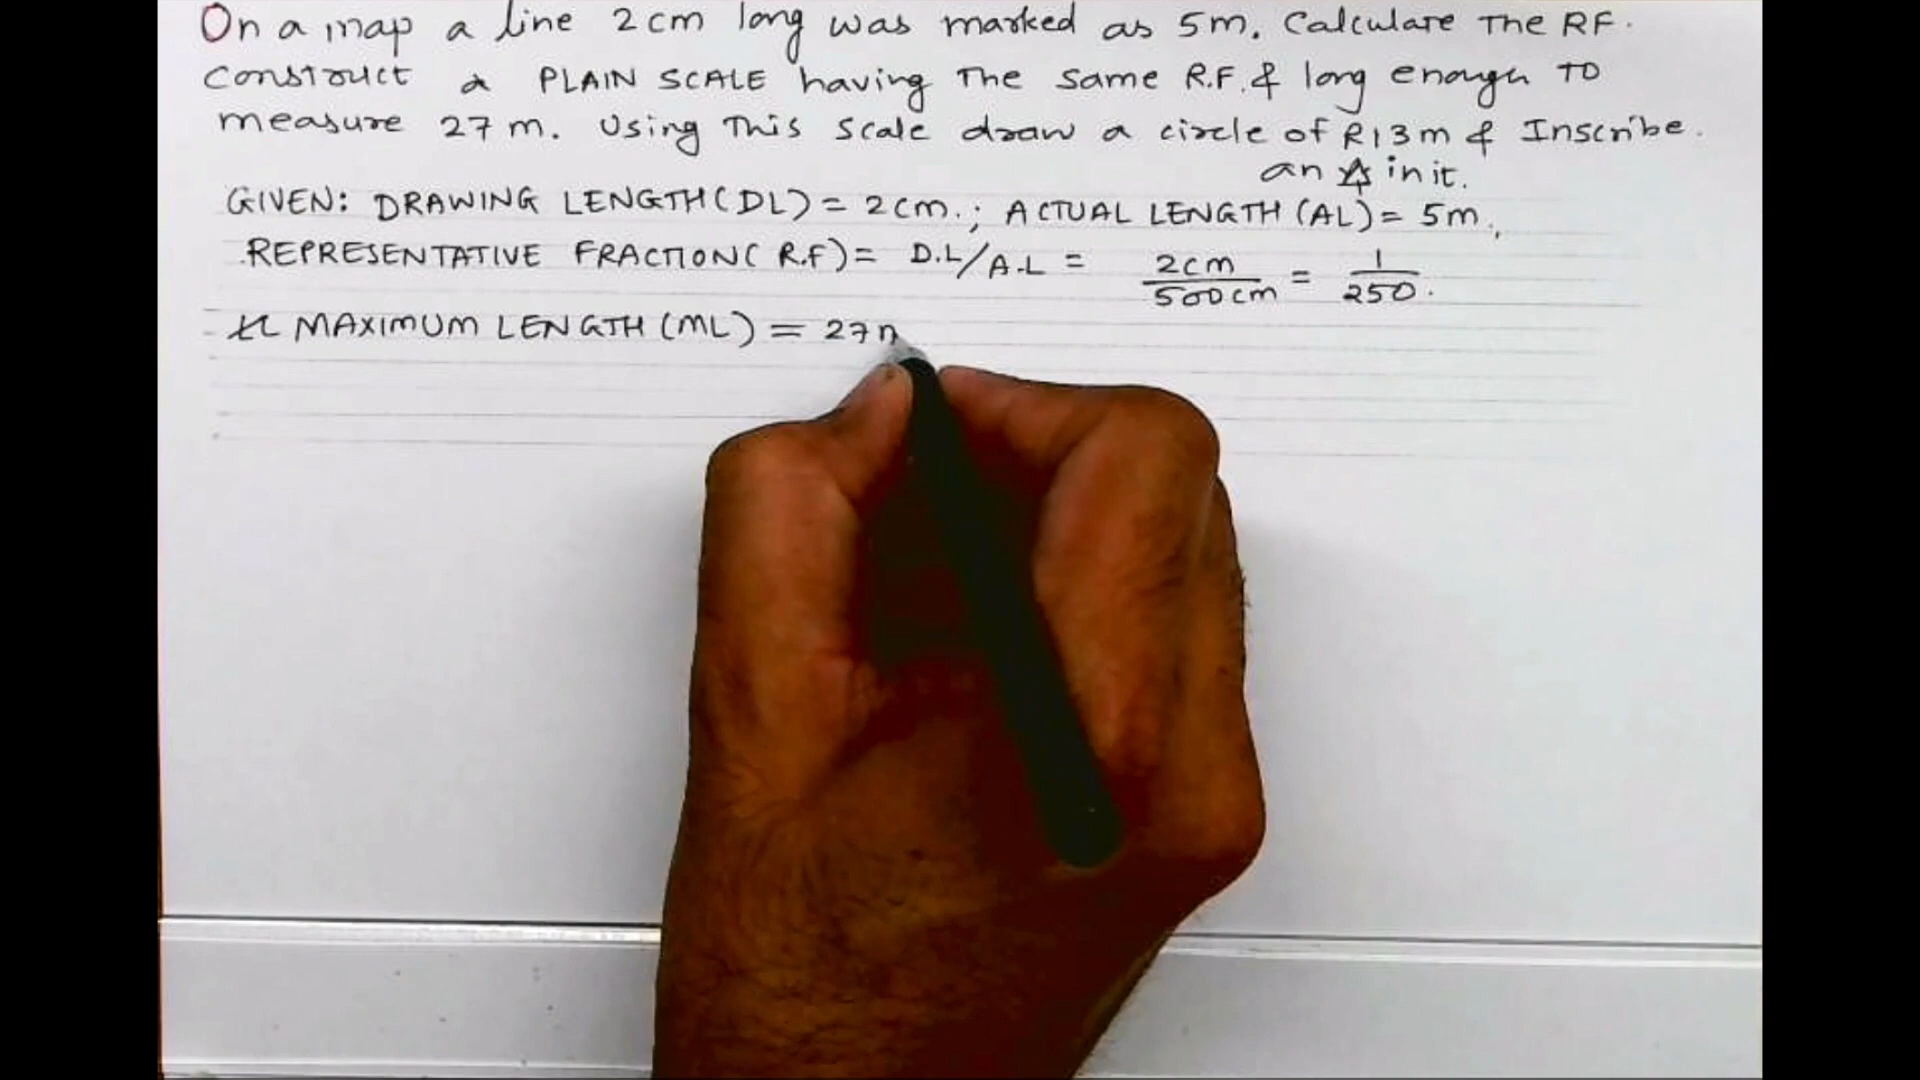 On a map a line 2cm long was marked as 5m. Calculate The RF.
Construct a PLAIN SCALE having The same R.F. & long enough TO
measure 27m. Using This scale draw a circle of R13m & Inscribe.
an △ in it.
GIVEN: DRAWING LENGTH(DL) = 2cm.; ACTUAL LENGTH (AL) = 5m.,
REPRESENTATIVE FRACTION( R.F) = D.L/A.L = 2cm/500cm = 1/250.
MAXIMUM LENGTH (ML) = 27